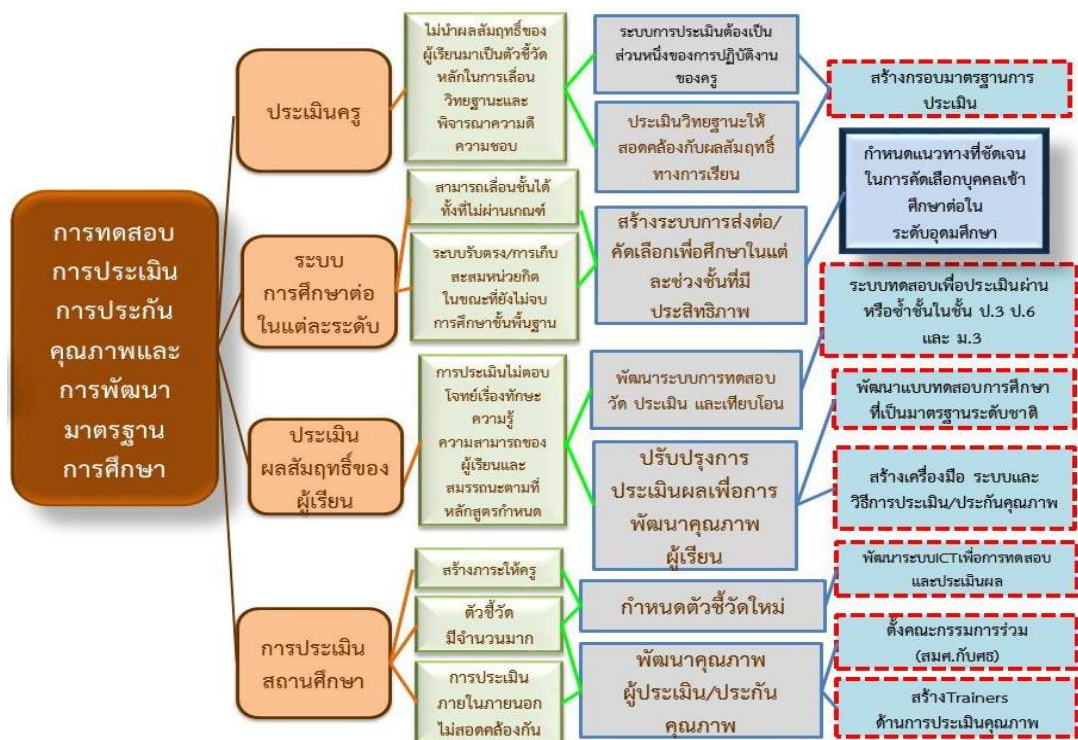 การทดสอบ
การประเมิน
การประกัน
คุณภาพและ
การพัฒนา
มาตรฐาน
การศึกษา
ประเมินครู
ไม่นำผลสัมฤทธิ์ของ
ผู้เรียนมาเป็นตัวชี้วัด
หลักในการเลื่อน
วิทยฐานะและ
พิจารณาความดี
ความชอบ
ระบบการประเมินต้องเป็น
ส่วนหนึ่งของการปฏิบัติงาน
ของครู
ประเมินวิทยฐานะให้
สอดคล้องกับผลสัมฤทธิ์
ทางการเรียน
สร้างกรอบมาตรฐานการ
ประเมิน
ระบบ
การศึกษาต่อ
ในแต่ละระดับ
สามารถเลื่อนชั้นได้
ทั้งที่ไม่ผ่านเกณฑ์
ระบบรับตรง/การเก็บ
สะสมหน่วยกิต
ในขณะที่ยังไม่จบ
การศึกษาขั้นพื้นฐาน
สร้างระบบการส่งต่อ/
คัดเลือกเพื่อศึกษาในแต่
ละช่วงชั้นที่มี
ประสิทธิภาพ
กำหนดแนวทางที่ชัดเจน
ในการคัดเลือกบุคคลเข้า
ศึกษาต่อใน
ระดับอุดมศึกษา
ประเมิน
ผลสัมฤทธิ์ของ
ผู้เรียน
การประเมินไม่ตอบ
โจทย์เรื่องทักษะ
ความรู้
ความสามารถของ
ผู้เรียนและ
สมรรถนะตามที่
หลักสูตรกำหนด
พัฒนาระบบการทดสอบ
วัด ประเมิน และเทียบโอน
ปรับปรุงการ
ประเมินผลเพื่อการ
พัฒนาคุณภาพ
ผู้เรียน
ระบบทดสอบเพื่อประเมินผ่าน
หรือซ้ำชั้นในชั้น ป.3 ป.6
และ ม.3
พัฒนาแบบทดสอบการศึกษา
ที่เป็นมาตรฐานระดับชาติ
สร้างเครื่องมือ ระบบและ
วิธีการประเมิน/ประกันคุณภาพ
การประเมิน
สถานศึกษา
สร้างภาระให้ครู
ตัวชี้วัด
มีจำนวนมาก
การประเมิน
ภายในภายนอก
ไม่สอดคล้องกัน
กำหนดตัวชี้วัดใหม่
พัฒนาคุณภาพ
ผู้ประเมิน/ประกัน
คุณภาพ
พัฒนาระบบICTเพื่อการทดสอบ
และประเมินผล
ตั้งคณะกรรมการร่วม
(สมศ.กับศธ)
สร้างTrainers
ด้านการประเมินคุณภาพ